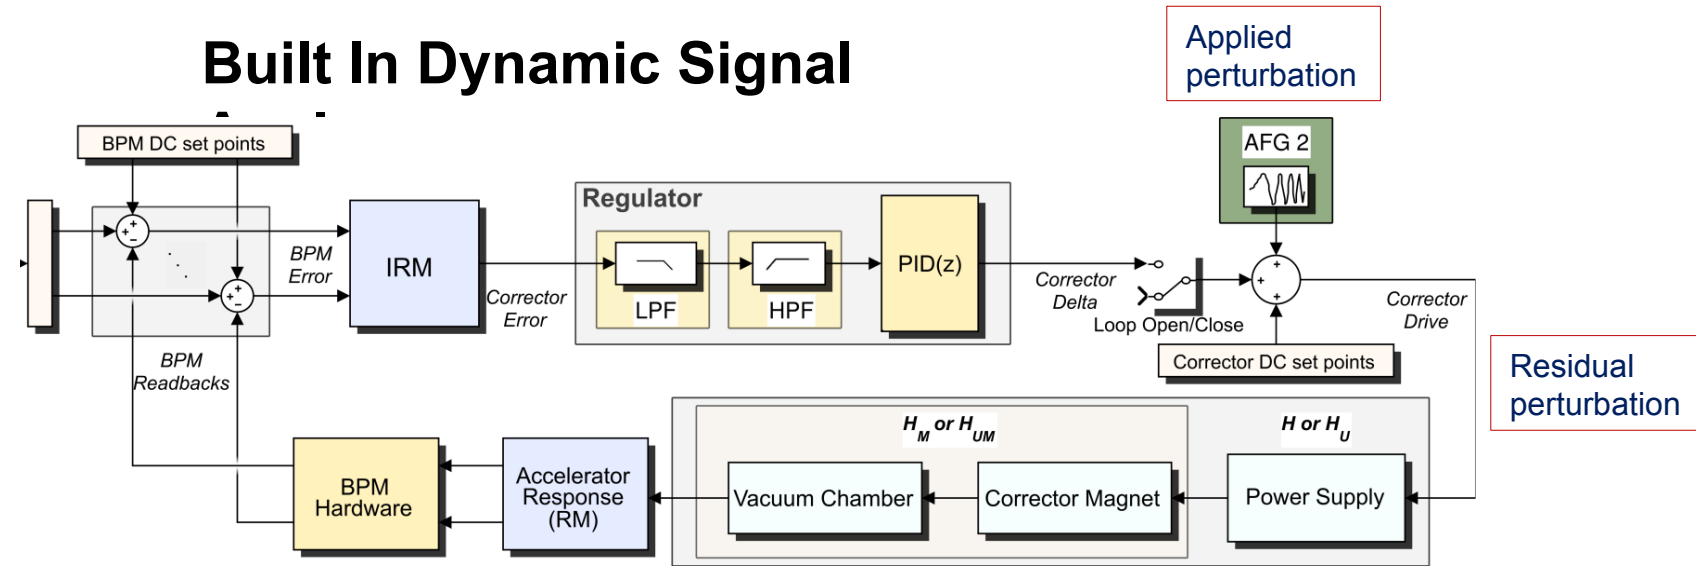 Built In Dynamic Signal
Applied
perturbation
BPM DC set points
AFG 2
Regulator
IRM
BPM
Error
Corrector
Error
LPF
HPF
PID(z)
Corrector
Delta
Loop Open/Close
Corrector
Drive
Corrector DC set points
BPM
Readbacks
Residual
perturbation
H_M or H_UM
H or H_U
BPM
Hardware
Accelerator
Response
(RM)
Vacuum Chamber
Corrector Magnet
Power Supply